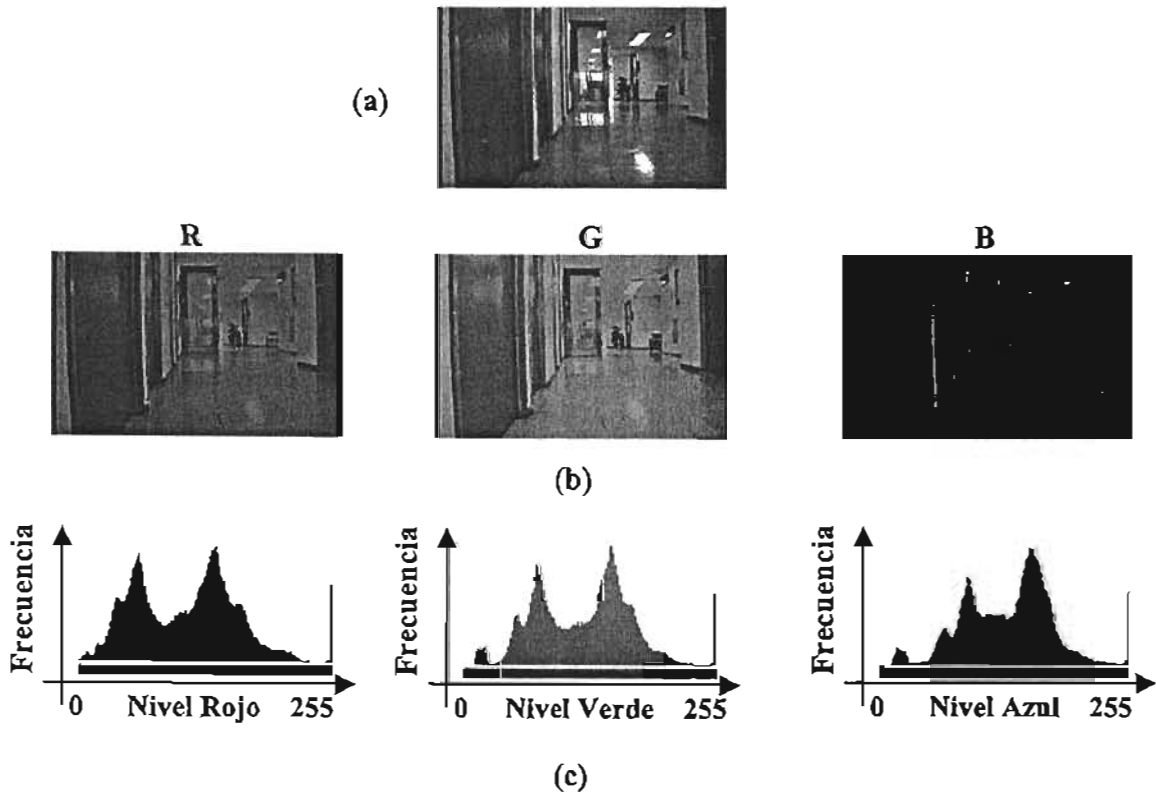 (a)
R G B
(b)
Frecuencia Frecuencia Frecuencia
0 Nivel Rojo 255 0 Nivel Verde 255 0 Nivel Azul 255
(c)